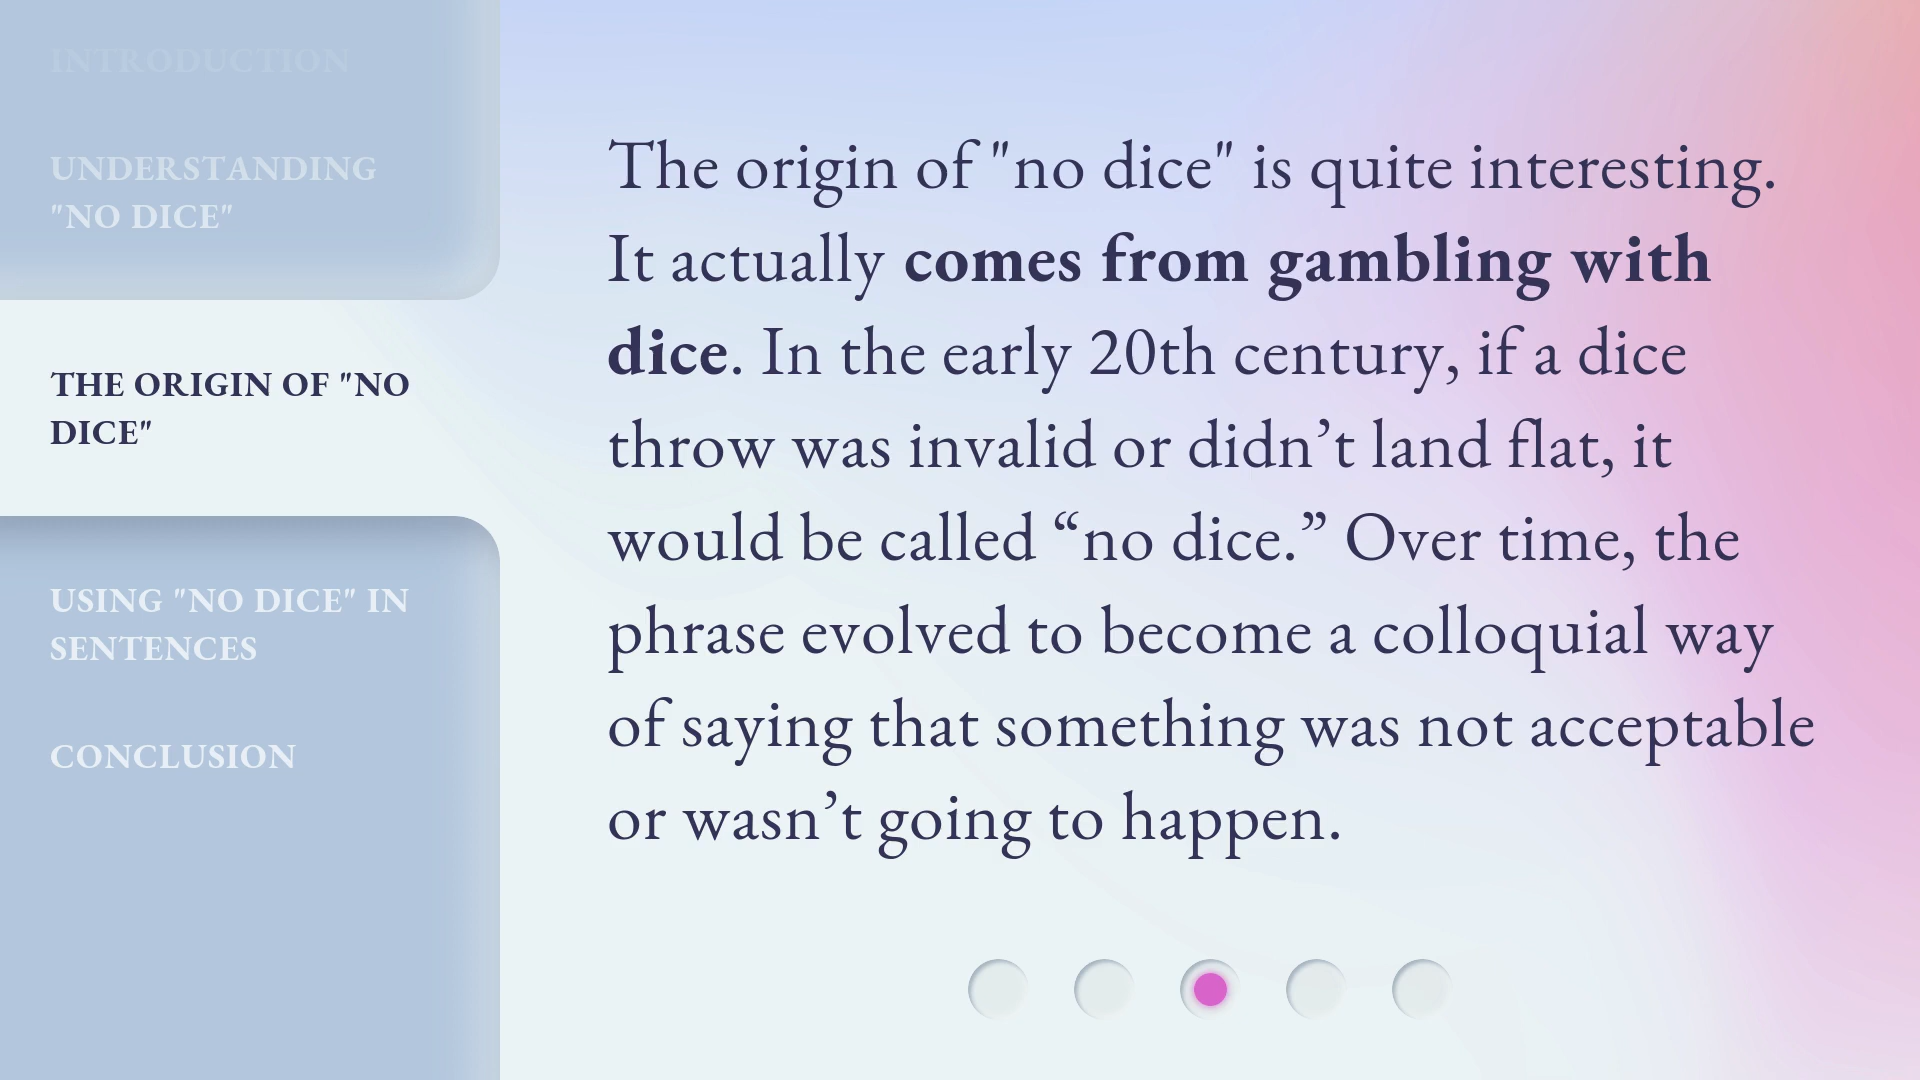 INTRODUCTION
UNDERSTANDING
"NO DICE"
THE ORIGIN OF "NO
DICE"
USING "NO DICE" IN
SENTENCES
CONCLUSION
The origin of "no dice" is quite interesting.
It actually comes from gambling with
dice. In the early 20th century, if a dice
throw was invalid or didn’t land flat, it
would be called “no dice.” Over time, the
phrase evolved to become a colloquial way
of saying that something was not acceptable
or wasn’t going to happen.